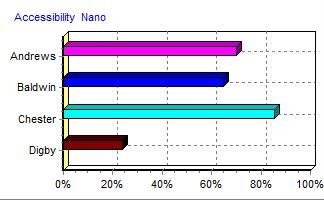 Accessibility Nano
Andrews
Baldwin
Chester
Digby
0% 20% 40% 60% 80% 100%